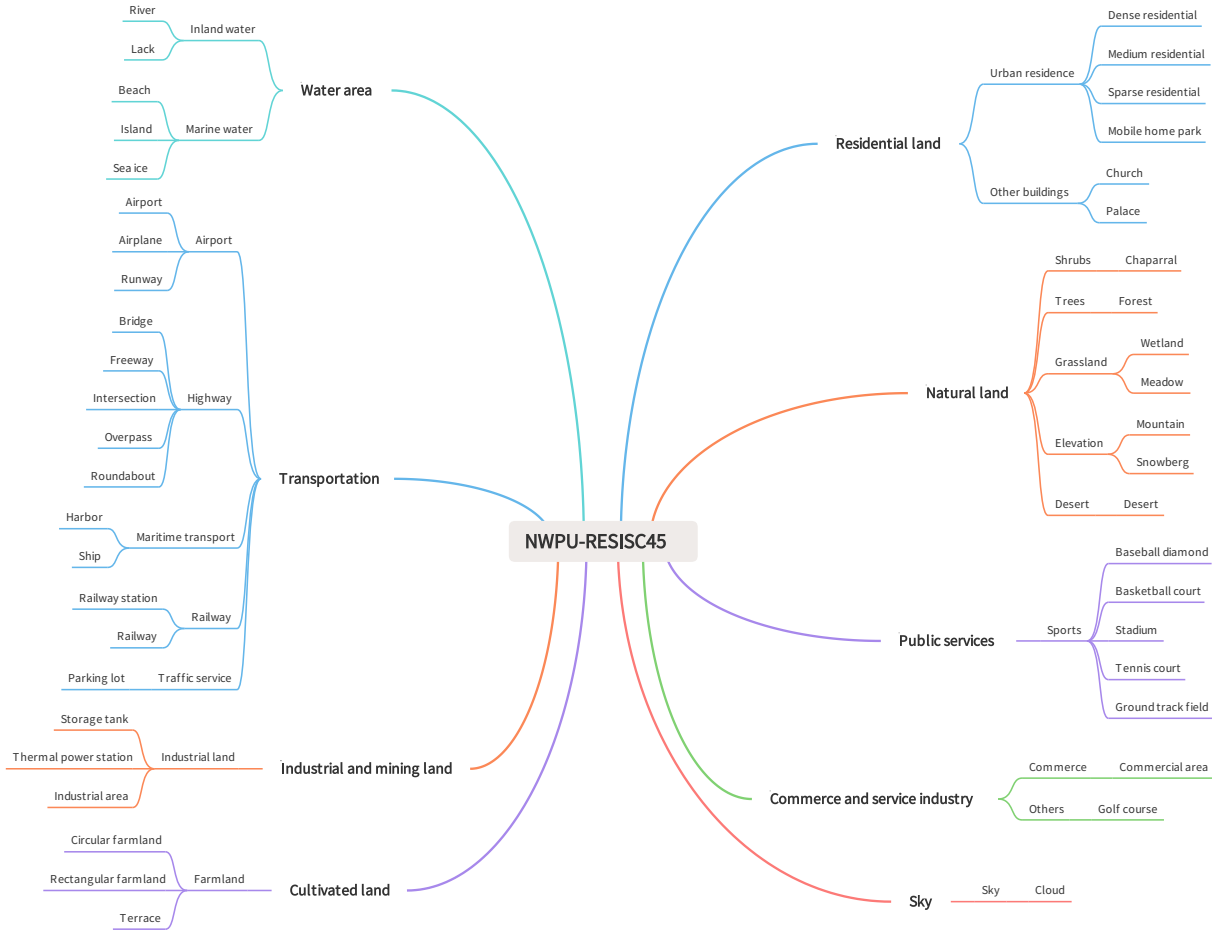 River
Inland water
Lack
Water area
Beach
Island
Marine water
Sea ice
Airport
Airplane
Airport
Runway
Bridge
Freeway
Intersection
Highway
Overpass
Roundabout
Transportation
Harbor
Maritime transport
Ship
Railway station
Railway
Railway
Parking lot
Traffic service
Storage tank
Thermal power station
Industrial land
Industrial and mining land
Industrial area
Circular farmland
Rectangular farmland
Farmland
Cultivated land
Terrace
NWPU-RESISC45
Dense residential
Medium residential
Urban residence
Sparse residential
Mobile home park
Residential land
Church
Other buildings
Palace
Shrubs
Chaparral
Trees
Forest
Wetland
Grassland
Meadow
Natural land
Mountain
Elevation
Snowberg
Desert
Desert
Baseball diamond
Basketball court
Public services
Sports
Stadium
Tennis court
Ground track field
Commerce
Commercial area
Commerce and service industry
Others
Golf course
Sky
Sky
Cloud